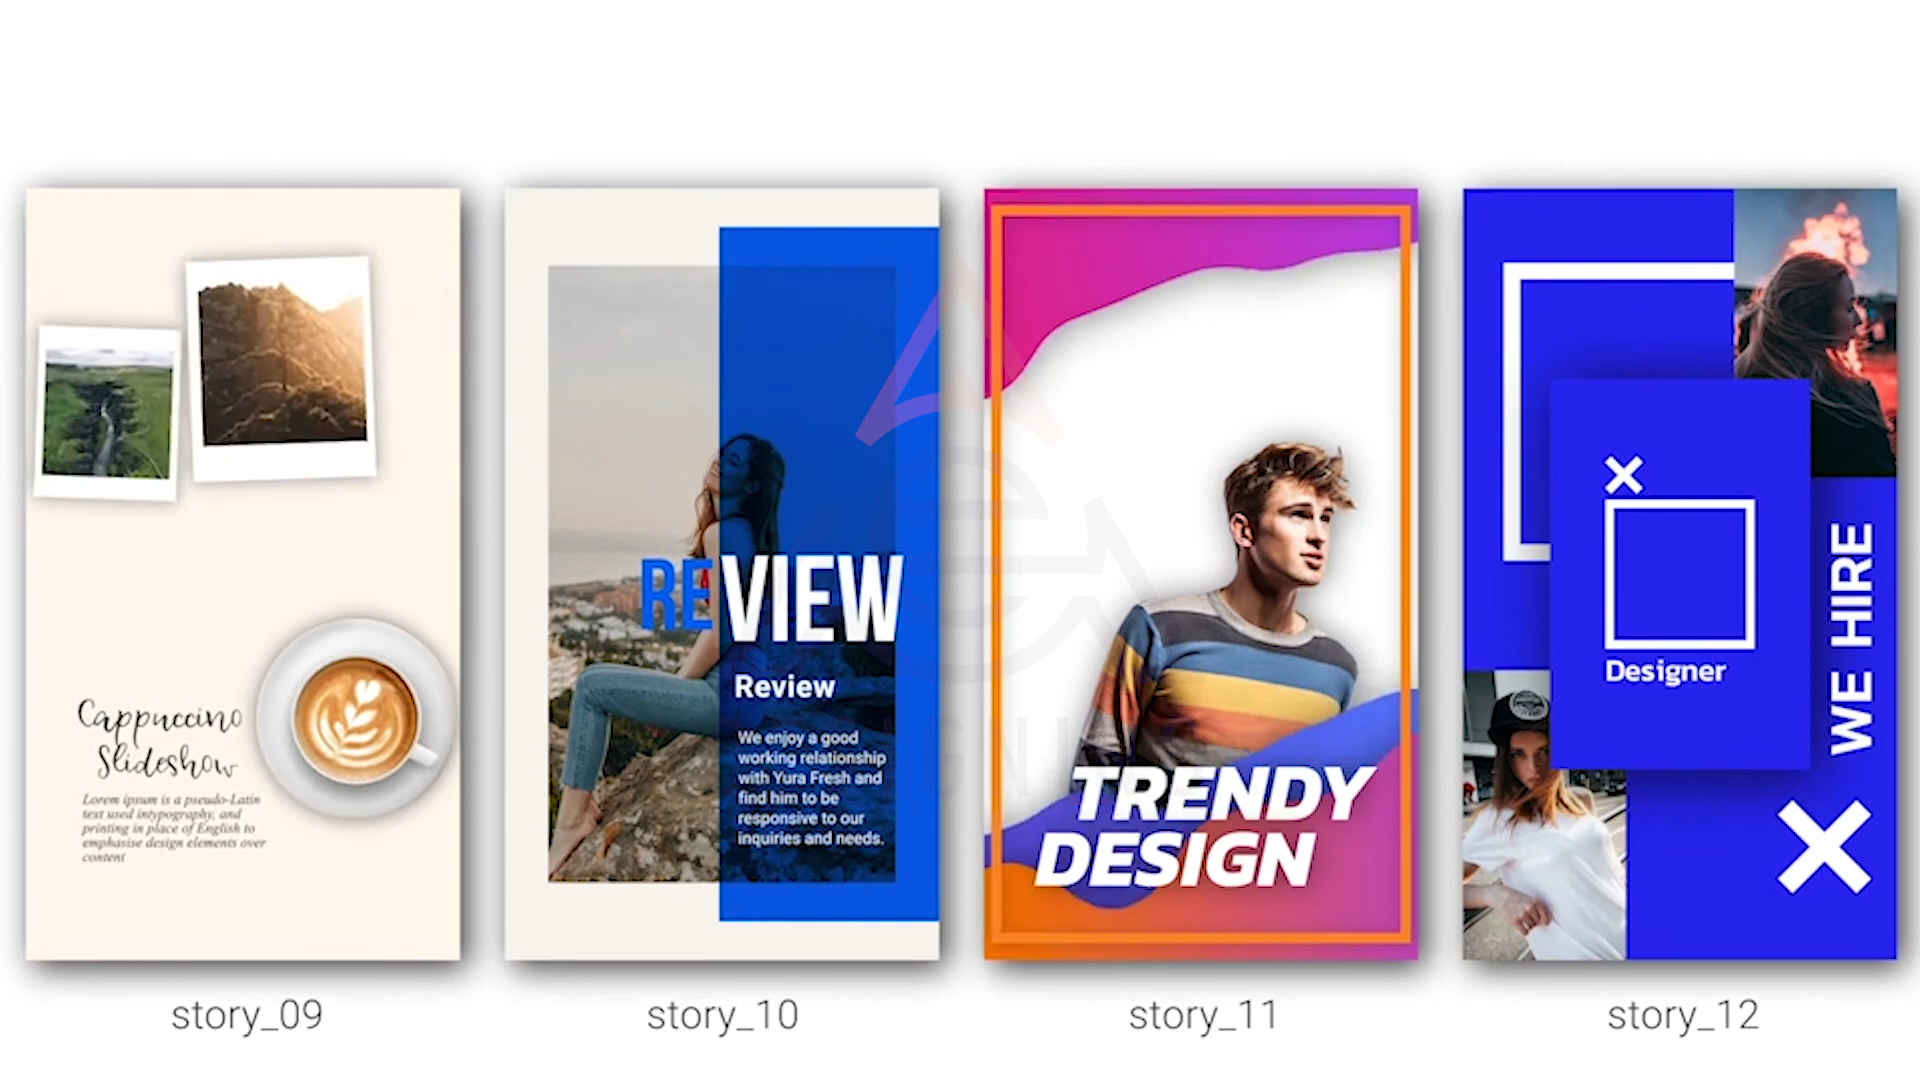 Cappuccino
Slideshow
Lorem ipsum is a pseudo-Latin
text used intypography, and
printing in place of English to
emphasise design elements over
content
REVIEW
Review
We enjoy a good
working relationship
with Yura Fresh and
find him to be
responsive to our
inquiries and needs.
TRENDY
DESIGN
Designer
WE HIRE
story_09
story_10
story_11
story_12